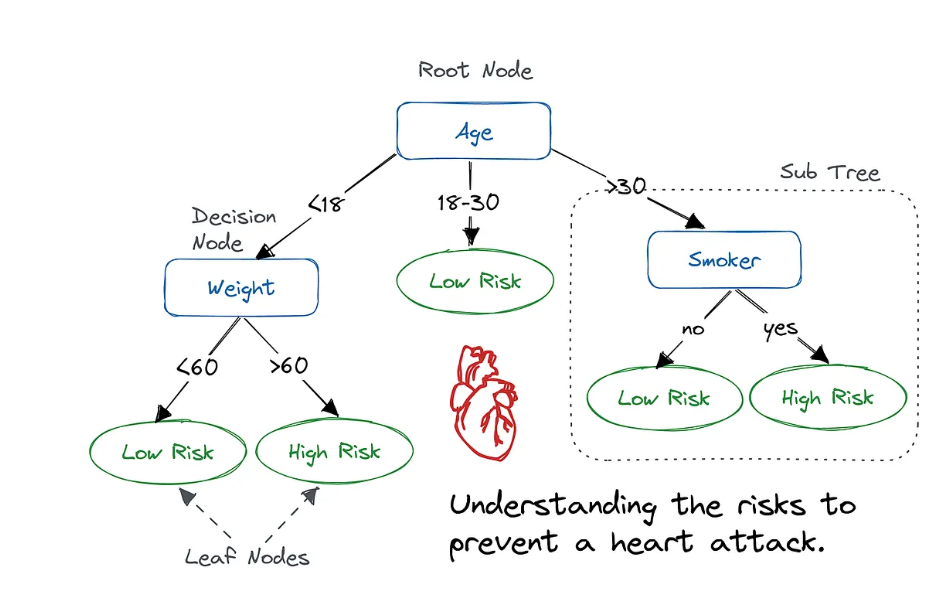 Root Node
Age
<18
18-30
>30
Sub Tree
Decision
Node
Weight
Low Risk
Smoker
<60
>60
no
yes
Low Risk
High Risk
Low Risk
High Risk
Leaf Nodes
Understanding the risks to
prevent a heart attack.